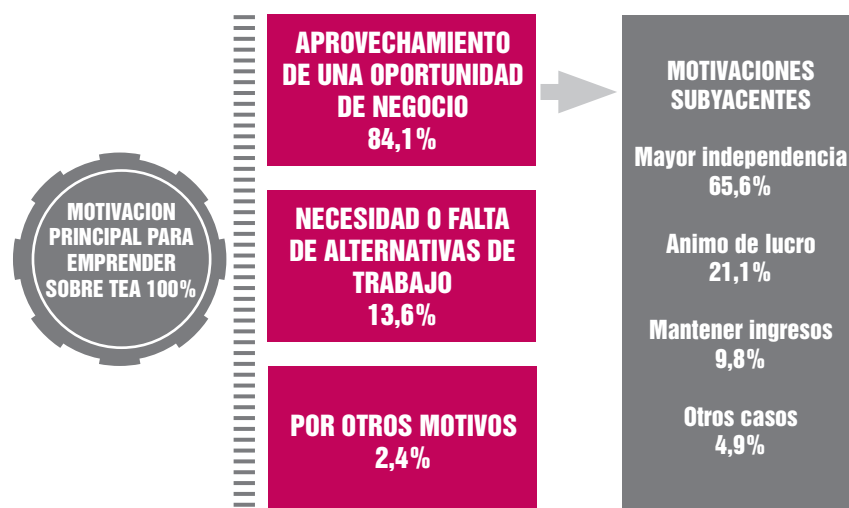 MOTIVACION
PRINCIPAL PARA
EMPRENDER
SOBRE TEA 100%
APROVECHAMIENTO
DE UNA OPORTUNIDAD
DE NEGOCIO
84,1%
NECESIDAD O FALTA
DE ALTERNATIVAS DE
TRABAJO
13,6%
POR OTROS MOTIVOS
2,4%
MOTIVACIONES
SUBYACENTES
Mayor independencia
65,6%
Animo de lucro
21,1%
Mantener ingresos
9,8%
Otros casos
4,9%